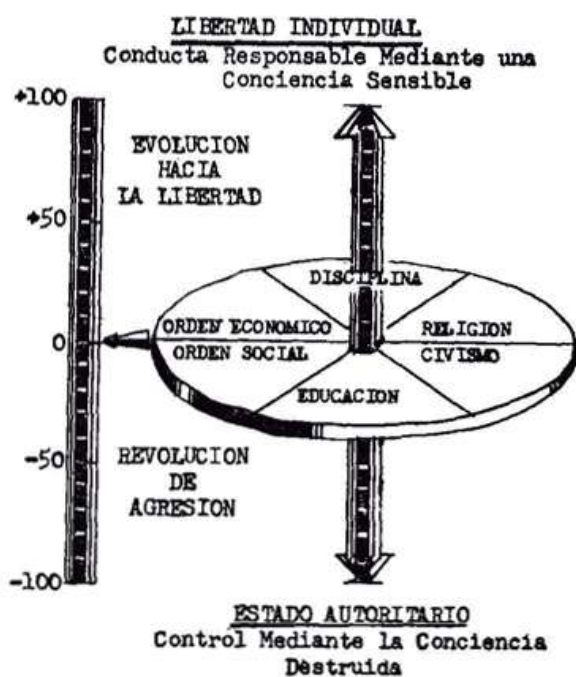 LIBERTAD INDIVIDUAL
Conducta Responsable Mediante una
Conciencia Sensible
+100
EVOLUCION
HACIA
LA LIBERTAD
+50
DISCIPLINA
ORDEN ECONOMICO
RELIGION
0
ORDEN SOCIAL
CIVISMO
EDUCACION
-50
REVOLUCION
DE
AGRESION
-100
ESTADO AUTORITARIO
Control Mediante la Conciencia
Destruida